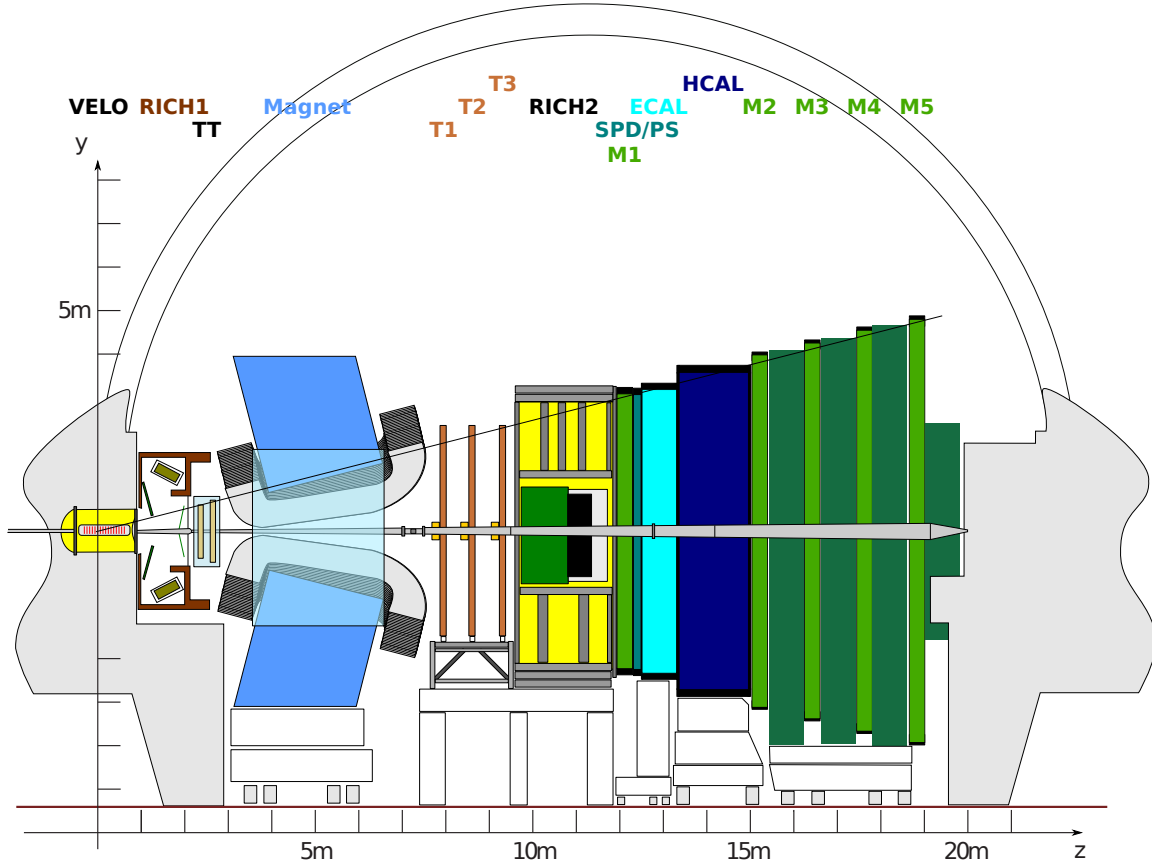 T3
HCAL
VELO RICH1 Magnet T2 RICH2 ECAL M2 M3 M4 M5
TT T1 SPD/PS
y M1
5m
5m 10m 15m 20m z